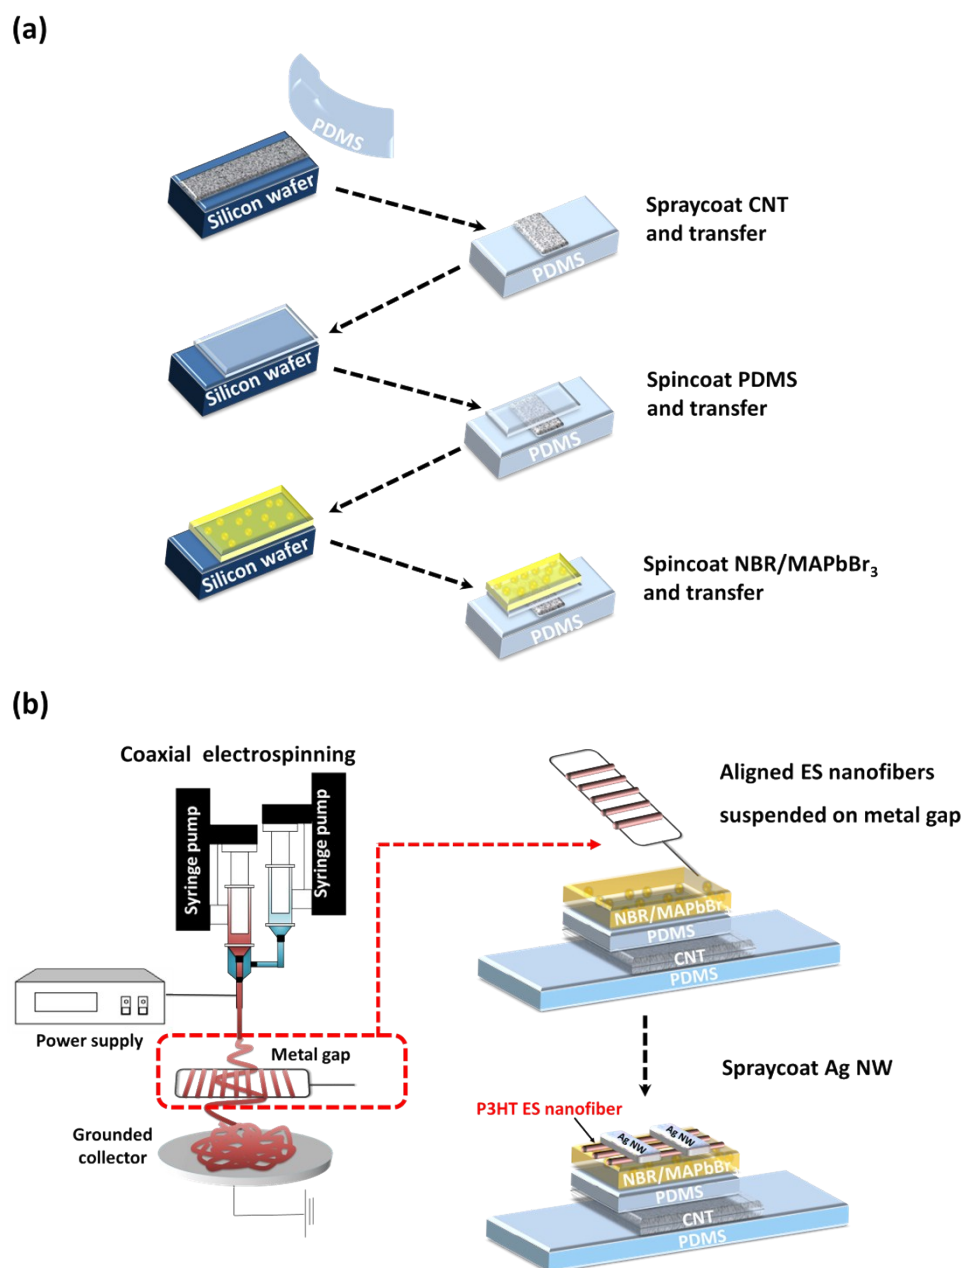 (a)
PDMS
Silicon wafer
Spraycoat CNT
and transfer
PDMS
Silicon wafer
Spincoat PDMS
and transfer
PDMS
Silicon wafer
Spincoat NBR/MAPbBr₃
and transfer
PDMS
(b)
Coaxial electrospinning
Syringe pump
Syringe pump
Power supply
Metal gap
Grounded
collector
Aligned ES nanofibers
suspended on metal gap
NBR/MAPbBr₃
PDMS
CNT
PDMS
Spraycoat Ag NW
P3HT ES nanofiber
Ag NW
Ag NW
NBR/MAPbBr₃
PDMS
CNT
PDMS